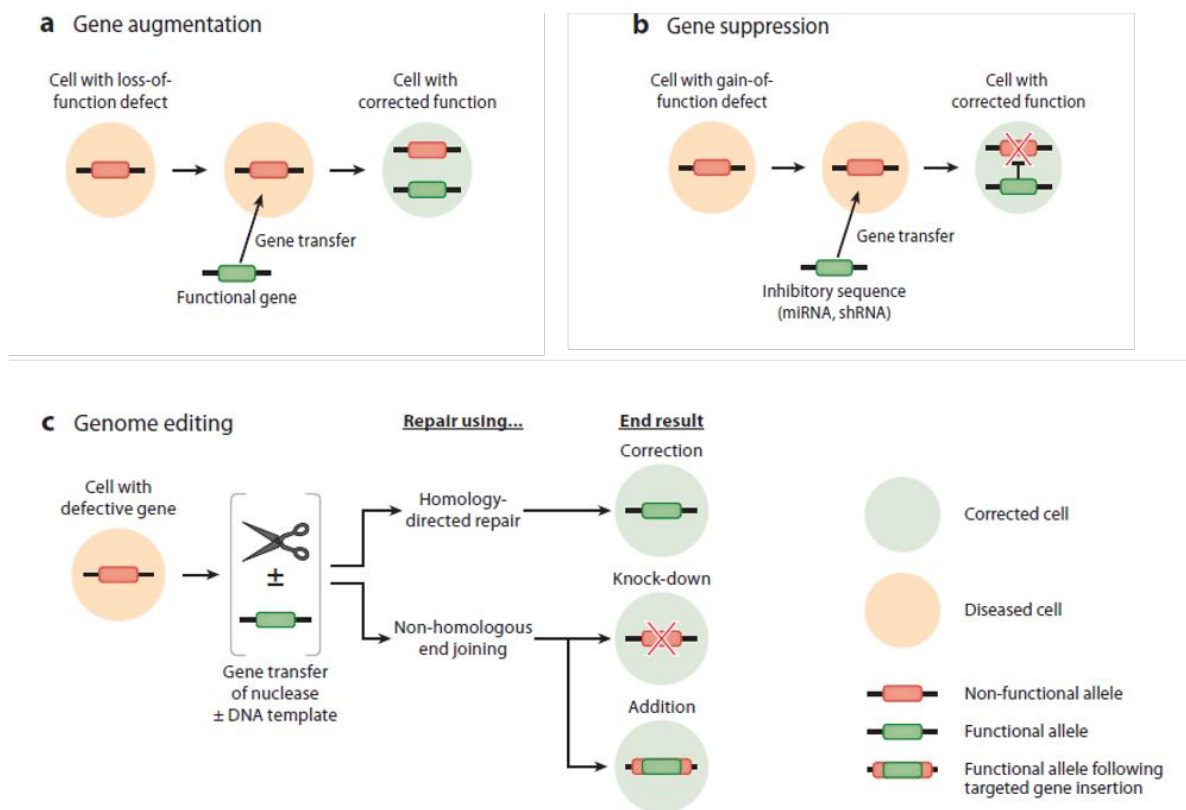 a Gene augmentation
Cell with loss-of-
function defect
Cell with
corrected function
Gene transfer
Functional gene
b Gene suppression
Cell with gain-of-
function defect
Cell with
corrected function
Gene transfer
Inhibitory sequence
(miRNA, shRNA)
c Genome editing
Repair using...
End result
Cell with
defective gene
±
Gene transfer
of nuclease
± DNA template
Homology-
directed repair
Non-homologous
end joining
Correction
Knock-down
Addition
Corrected cell
Diseased cell
Non-functional allele
Functional allele
Functional allele following
targeted gene insertion